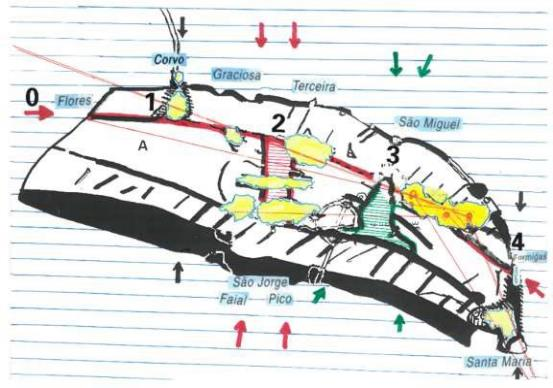 Corvo
Graciosa
Terceira
0
Flores
1
2
São Miguel
3
A
4
Formigas
São Jorge
Faial
Pico
Santa Maria